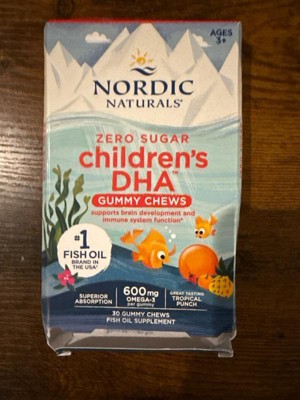 AGES
3+
NORDIC
NATURALS®
ZERO SUGAR
children's
DHA™
GUMMY CHEWS
supports brain development and
immune system function*
#1
FISH OIL
BRAND IN
THE USA‡
SUPERIOR
ABSORPTION
600mg
OMEGA-3
per gummy
GREAT TASTING
TROPICAL
PUNCH
30 GUMMY CHEWS
FISH OIL SUPPLEMENT